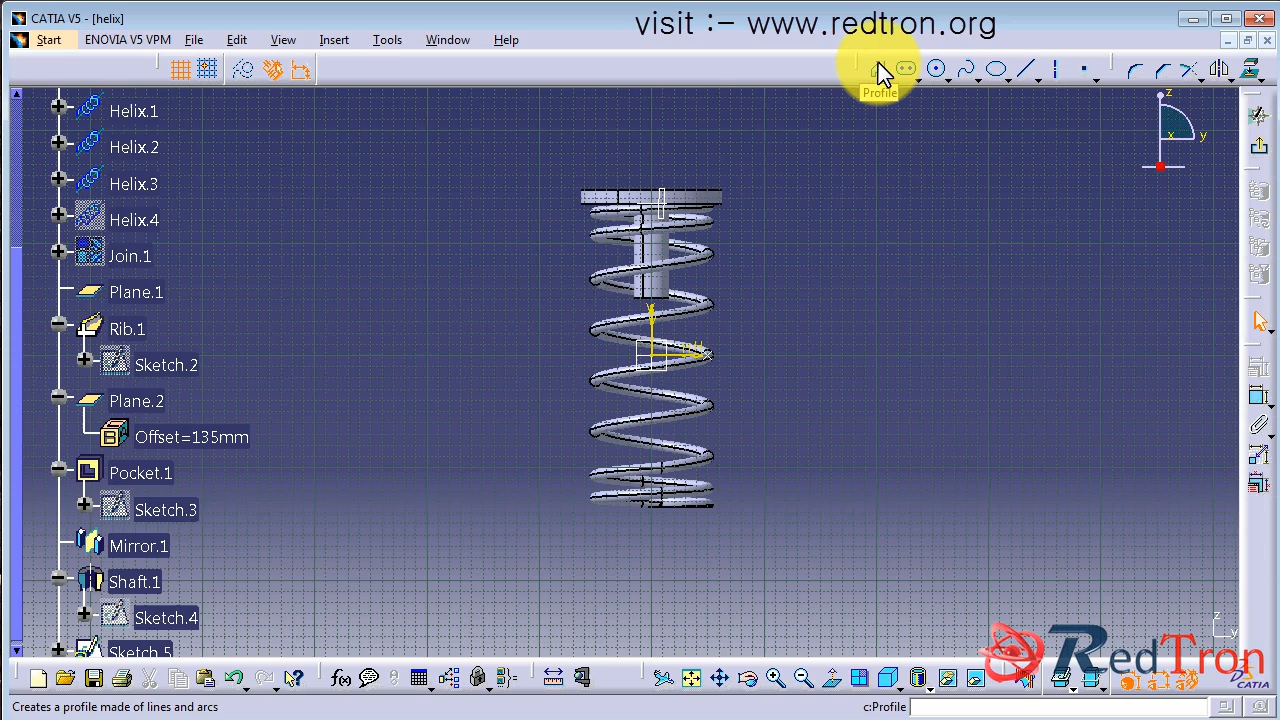 CATIA V5 - [helix]
visit :- www.redtron.org
Start ENOVIA V5 VPM File Edit View Insert Tools Window Help
Profile
Helix.1
Helix.2
Helix.3
Helix.4
Join.1
Plane.1
Rib.1
Sketch.2
Plane.2
Offset=135mm
Pocket.1
Sketch.3
Mirror.1
Shaft.1
Sketch.4
Sketch.5
z
x y
z
y
RedTron
CATIA
Creates a profile made of lines and arcs
c:Profile